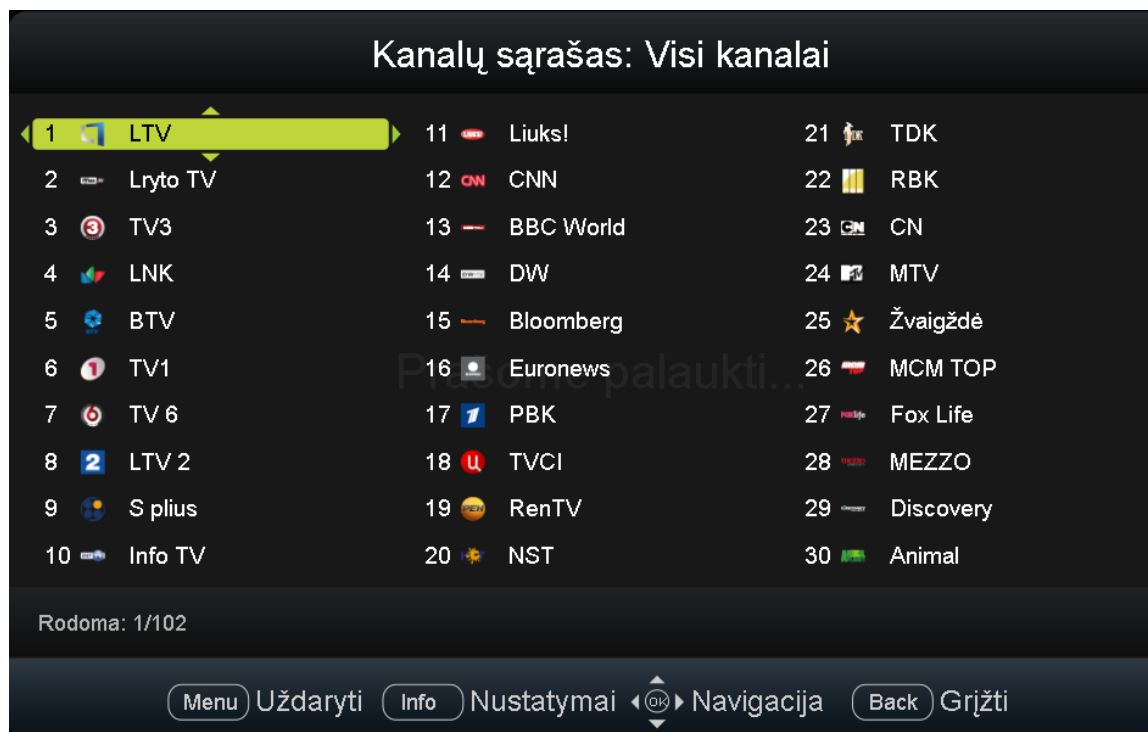 Kanalų sąrašas: Visi kanalai
1 LTV
2 Lryto TV
3 TV3
4 LNK
5 BTV
6 TV1
7 TV 6
8 LTV 2
9 S plius
10 Info TV
11 Liuks!
12 CNN
13 BBC World
14 DW
15 Bloomberg
16 Euronews
17 PBK
18 TVCI
19 RenTV
20 NST
21 TDK
22 RBK
23 CN
24 MTV
25 Žvaigždė
26 MCM TOP
27 Fox Life
28 MEZZO
29 Discovery
30 Animal
Prašome palaukti...
Rodoma: 1/102
Menu Uždaryti Info Nustatymai OK Navigacija Back Grįžti